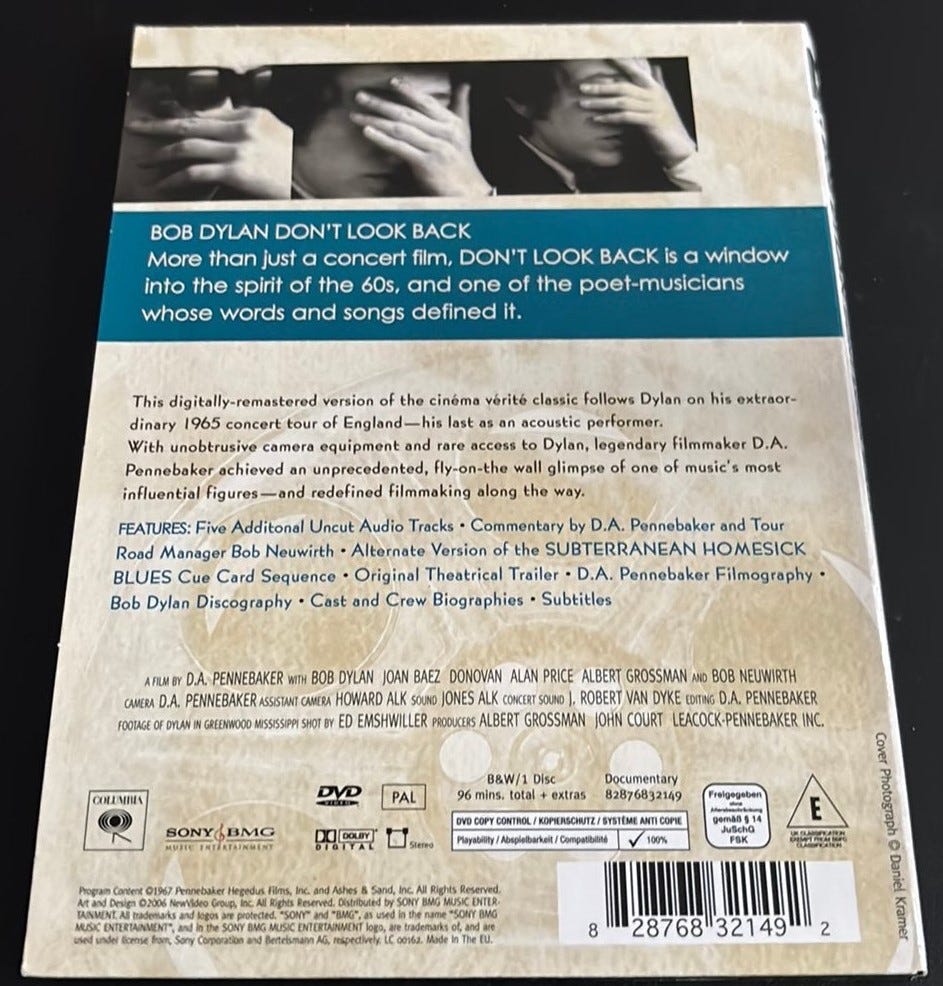 BOB DYLAN DON'T LOOK BACK
More than just a concert film, DON'T LOOK BACK is a window
into the spirit of the 60s, and one of the poet-musicians
whose words and songs defined it.
This digitally-remastered version of the cinéma vérité classic follows Dylan on his extraor-
dinary 1965 concert tour of England—his last as an acoustic performer.
With unobtrusive camera equipment and rare access to Dylan, legendary filmmaker D.A.
Pennebaker achieved an unprecedented, fly-on-the wall glimpse of one of music's most
influential figures—and redefined filmmaking along the way.
FEATURES: Five Additonal Uncut Audio Tracks • Commentary by D.A. Pennebaker and Tour
Road Manager Bob Neuwirth • Alternate Version of the SUBTERRANEAN HOMESICK
BLUES Cue Card Sequence • Original Theatrical Trailer • D.A. Pennebaker Filmography •
Bob Dylan Discography • Cast and Crew Biographies • Subtitles
A FILM BY D.A. PENNEBAKER WITH BOB DYLAN JOAN BAEZ DONOVAN ALAN PRICE ALBERT GROSSMAN AND BOB NEUWIRTH
CAMERA D.A. PENNEBAKER ASSISTANT CAMERA HOWARD ALK SOUND JONES ALK CONCERT SOUND J. ROBERT VAN DYKE EDITING D.A. PENNEBAKER
FOOTAGE OF DYLAN IN GREENWOOD MISSISSIPPI SHOT BY ED EMSHWILLER PRODUCERS ALBERT GROSSMAN JOHN COURT LEACOCK-PENNEBAKER INC.
Cover Photograph © Daniel Kramer
COLUMBIA
SONY BMG
MUSIC ENTERTAINMENT
DVD
VIDEO
PAL
DOLBY
DIGITAL
Stereo
B&W/1 Disc
96 mins. total + extras
Documentary
82876832149
DVD COPY CONTROL / KOPIERSCHUTZ / SYSTÈME ANTI COPIE
Playability / Abspielbarkeit / Compatibilité ✓ 100%
Freigegeben
ohne
Altersbeschränkung
gemäß § 14
JuSchG
FSK
E
UK CLASSIFICATION
EXEMPT FROM BBFC
CLASSIFICATION
Program Content ©1967 Pennebaker Hegedus Films, Inc. and Ashes & Sand, Inc. All Rights Reserved.
Art and Design ©2006 NewVideo Group, Inc. All Rights Reserved. Distributed by SONY BMG MUSIC ENTER-
TAINMENT. All trademarks and logos are protected. "SONY" and "BMG", as used in the name "SONY BMG
MUSIC ENTERTAINMENT", and in the SONY BMG MUSIC ENTERTAINMENT logo, are trademarks of, and are
used under license from, Sony Corporation and Bertelsmann AG, respectively. LC 00162. Made In The EU.
8 28768 32149 2